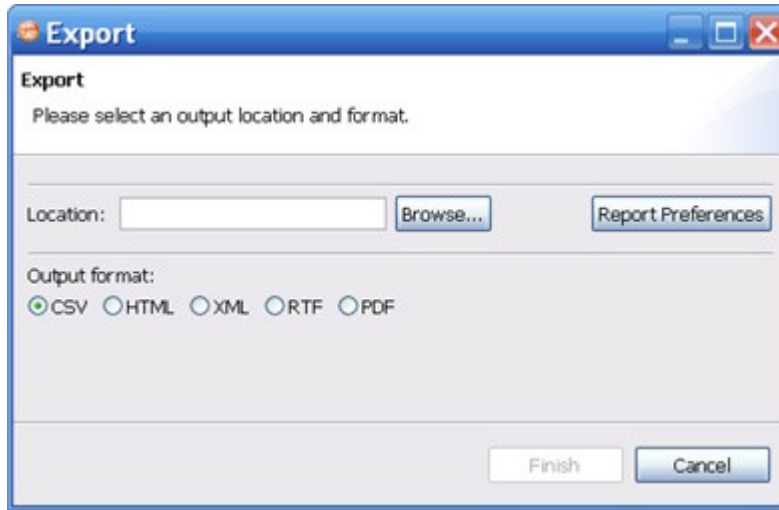 Export
Export
Please select an output location and format.
Location: Browse... Report Preferences
Output format:
CSV HTML XML RTF PDF
Finish Cancel